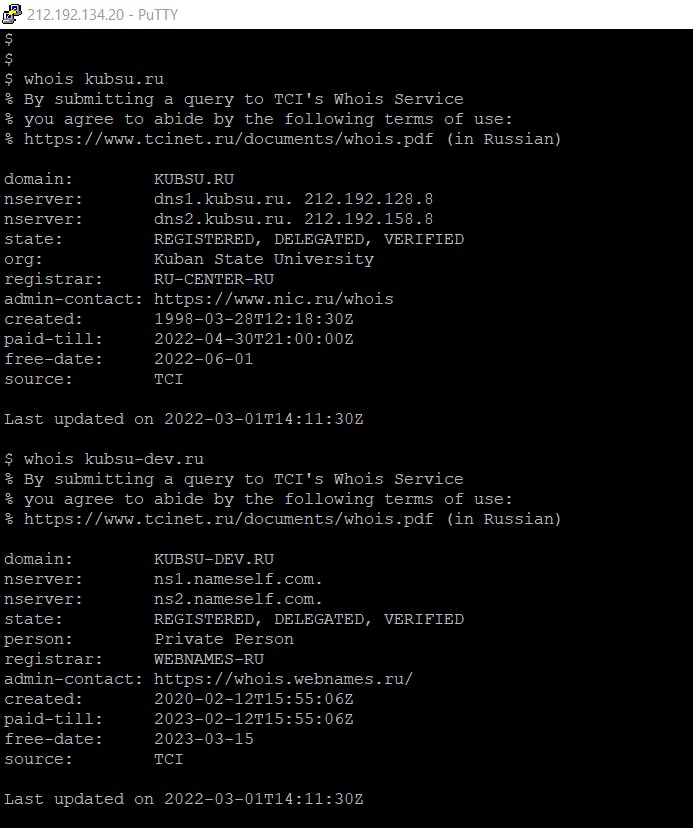 212.192.134.20 - PuTTY
$
$
$ whois kubsu.ru
% By submitting a query to TCI's Whois Service
% you agree to abide by the following terms of use:
% https://www.tcinet.ru/documents/whois.pdf (in Russian)

domain:        KUBSU.RU
nserver:       dns1.kubsu.ru. 212.192.128.8
nserver:       dns2.kubsu.ru. 212.192.158.8
state:         REGISTERED, DELEGATED, VERIFIED
org:           Kuban State University
registrar:     RU-CENTER-RU
admin-contact: https://www.nic.ru/whois
created:       1998-03-28T12:18:30Z
paid-till:     2022-04-30T21:00:00Z
free-date:     2022-06-01
source:        TCI

Last updated on 2022-03-01T14:11:30Z

$ whois kubsu-dev.ru
% By submitting a query to TCI's Whois Service
% you agree to abide by the following terms of use:
% https://www.tcinet.ru/documents/whois.pdf (in Russian)

domain:        KUBSU-DEV.RU
nserver:       ns1.nameself.com.
nserver:       ns2.nameself.com.
state:         REGISTERED, DELEGATED, VERIFIED
person:        Private Person
registrar:     WEBNAMES-RU
admin-contact: https://whois.webnames.ru/
created:       2020-02-12T15:55:06Z
paid-till:     2023-02-12T15:55:06Z
free-date:     2023-03-15
source:        TCI

Last updated on 2022-03-01T14:11:30Z